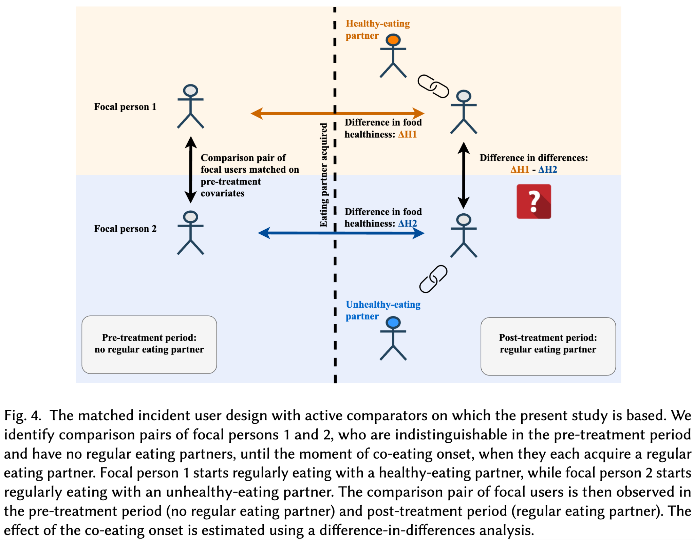 Healthy-eating
partner
Focal person 1
Difference in food
healthiness: ΔH1
Comparison pair of
focal users matched on
pre-treatment
covariates
Eating partner acquired
Difference in differences:
ΔH1 - ΔH2
?
Focal person 2
Difference in food
healthiness: ΔH2
Unhealthy-eating
partner
Pre-treatment period:
no regular eating partner
Post-treatment period:
regular eating partner
Fig. 4. The matched incident user design with active comparators on which the present study is based. We
identify comparison pairs of focal persons 1 and 2, who are indistinguishable in the pre-treatment period
and have no regular eating partners, until the moment of co-eating onset, when they each acquire a regular
eating partner. Focal person 1 starts regularly eating with a healthy-eating partner, while focal person 2 starts
regularly eating with an unhealthy-eating partner. The comparison pair of focal users is then observed in
the pre-treatment period (no regular eating partner) and post-treatment period (regular eating partner). The
effect of the co-eating onset is estimated using a difference-in-differences analysis.